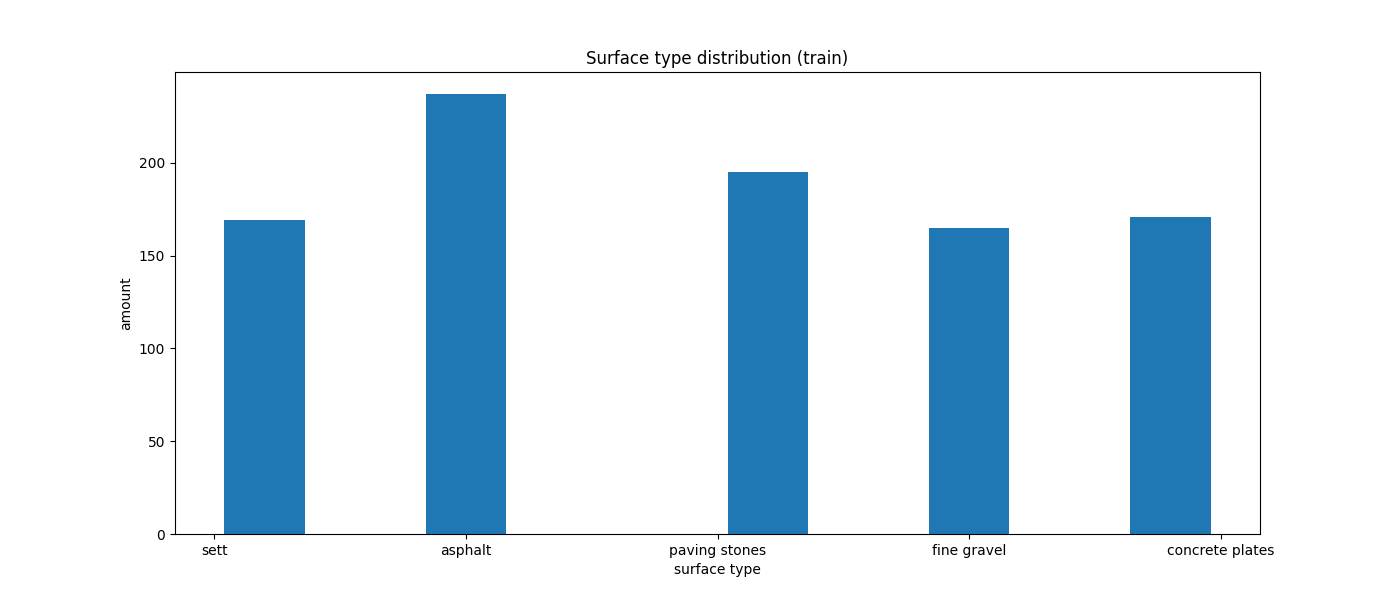 Surface type distribution (train)
200
150
100
50
0
amount
sett asphalt paving stones fine gravel concrete plates
surface type